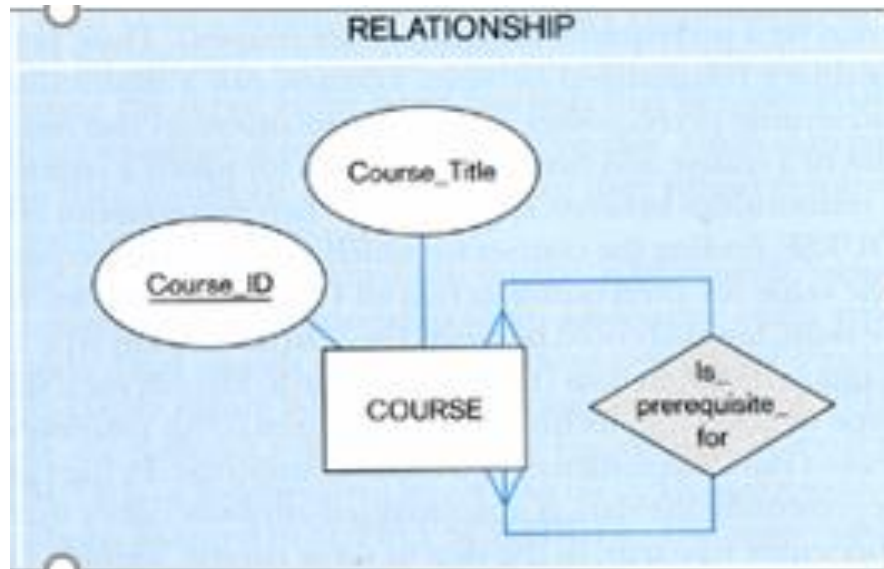 RELATIONSHIP
Course_Title
Course_ID
COURSE
Is_
prerequisite_
for